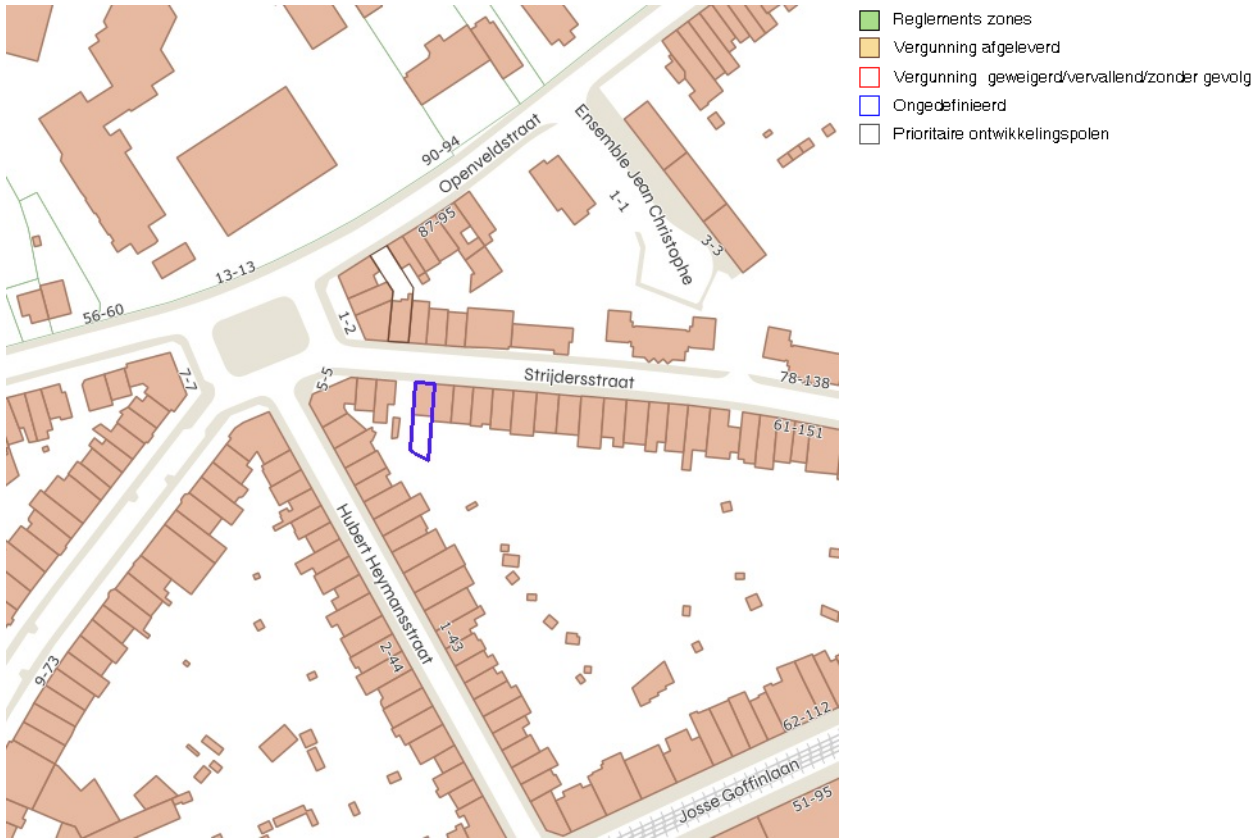 Reglements zones
Vergunning afgeleverd
Vergunning  geweigerd/vervallend/zonder gevolg
Ongedefinieerd
Prioritaire ontwikkelingspolen
Openveldstraat
90-94
87-95
13-13
56-60
Ensemble Jean Christophe
1-1
3-3
1-2
5-5
7-7
Strijdersstraat
78-138
61-151
Hubert Heymansstraat
1-43
2-44
9-73
62-112
Josse Goffinlaan
51-95